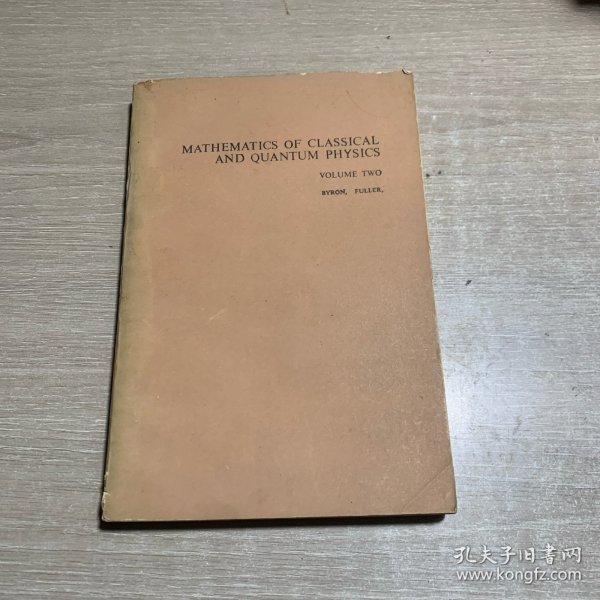 MATHEMATICS OF CLASSICAL
AND QUANTUM PHYSICS
VOLUME TWO
BYRON, FULLER,
孔夫子旧书网
www.kongfz.com